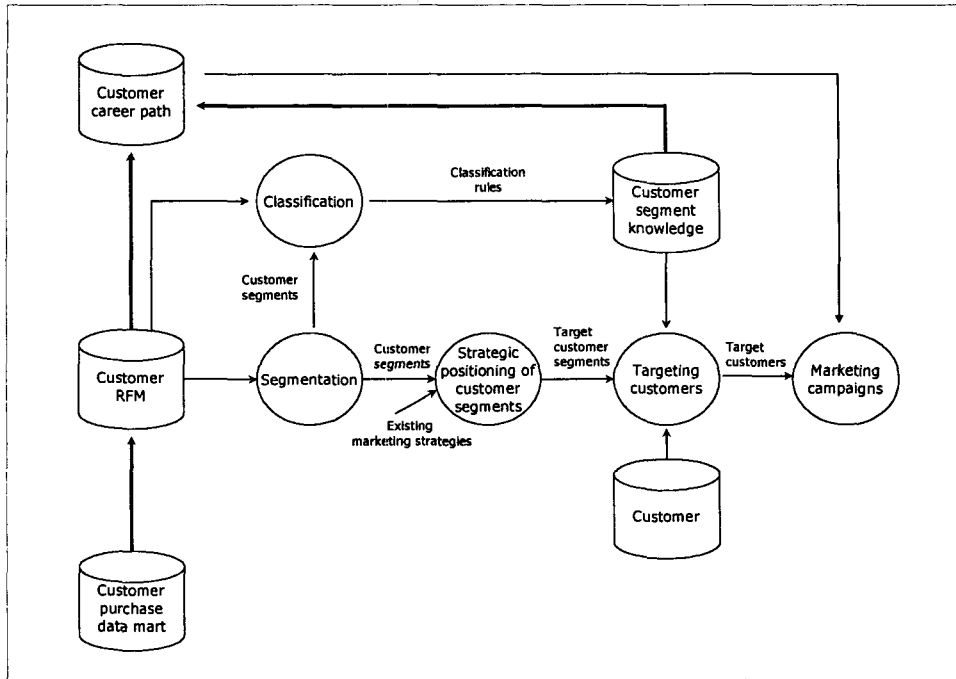 Customer
career path
Classification
rules
Classification
Customer
segment
knowledge
Customer
segments
Customer
RFM
Segmentation
Customer
segments
Strategic
positioning of
customer
segments
Target
customer
segments
Targeting
customers
Target
customers
Marketing
campaigns
Existing
marketing strategies
Customer
Customer
purchase
data mart